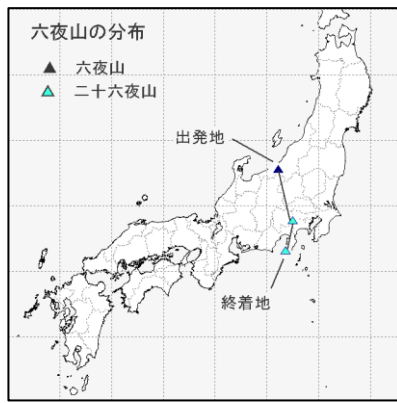 六夜山の分布
▲ 六夜山
▲ 二十六夜山
出発地
終着地